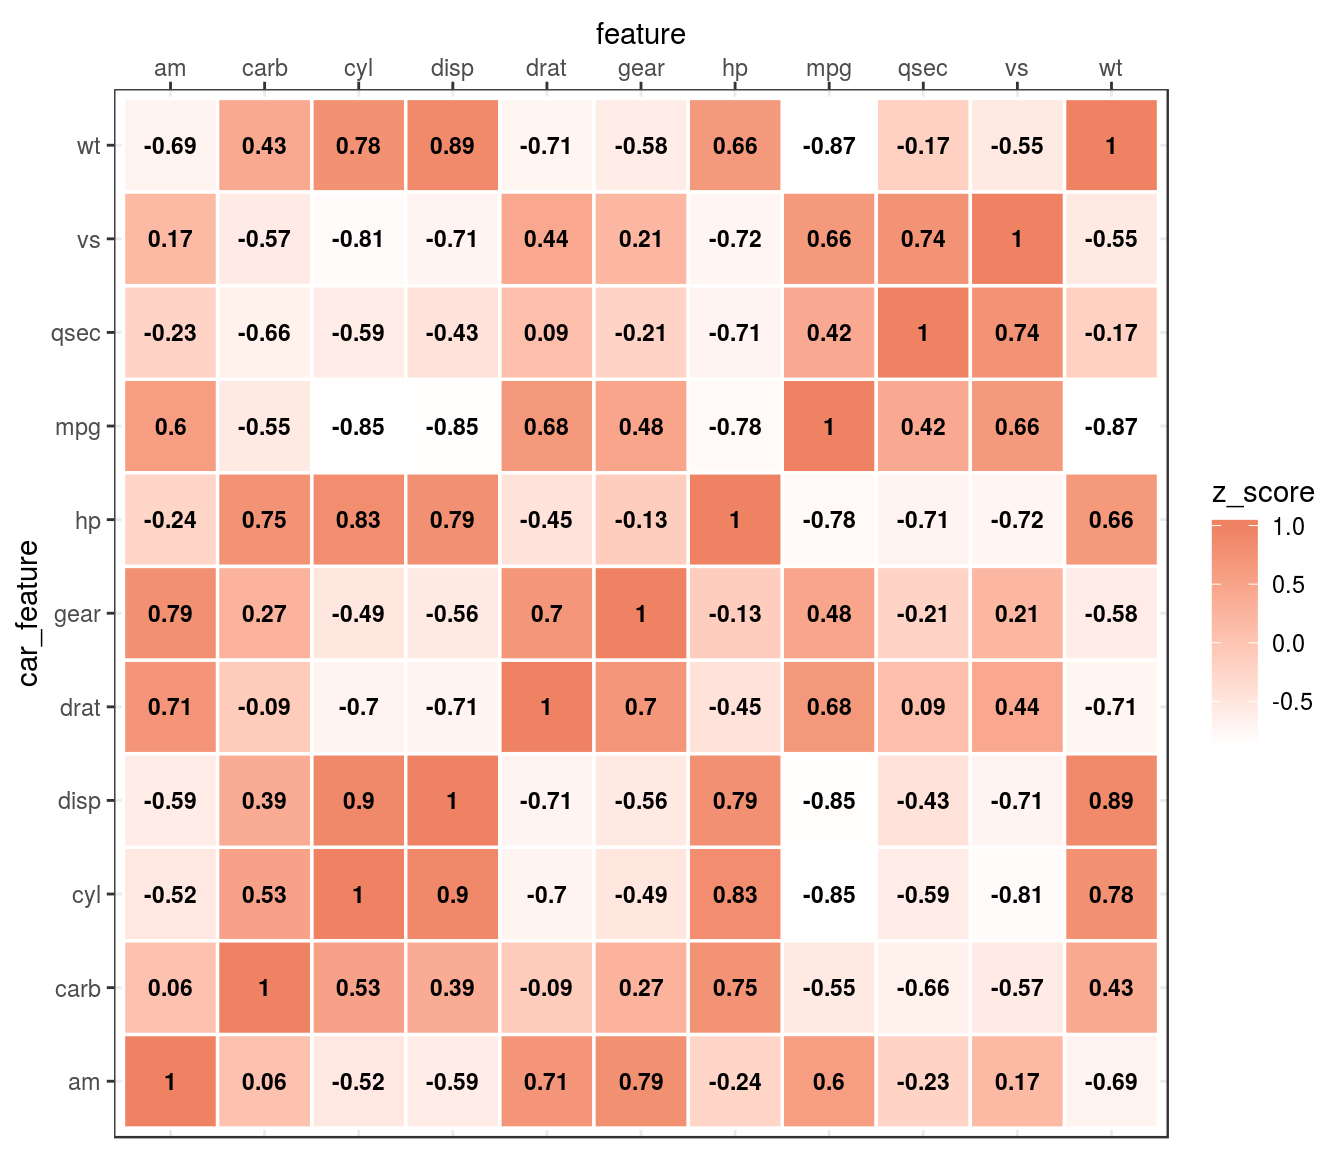 feature
am carb cyl disp drat gear hp mpg qsec vs wt
wt -0.69 0.43 0.78 0.89 -0.71 -0.58 0.66 -0.87 -0.17 -0.55 1
vs 0.17 -0.57 -0.81 -0.71 0.44 0.21 -0.72 0.66 0.74 1 -0.55
qsec -0.23 -0.66 -0.59 -0.43 0.09 -0.21 -0.71 0.42 1 0.74 -0.17
mpg 0.6 -0.55 -0.85 -0.85 0.68 0.48 -0.78 1 0.42 0.66 -0.87
hp -0.24 0.75 0.83 0.79 -0.45 -0.13 1 -0.78 -0.71 -0.72 0.66
gear 0.79 0.27 -0.49 -0.56 0.7 1 -0.13 0.48 -0.21 0.21 -0.58
drat 0.71 -0.09 -0.7 -0.71 1 0.7 -0.45 0.68 0.09 0.44 -0.71
disp -0.59 0.39 0.9 1 -0.71 -0.56 0.79 -0.85 -0.43 -0.71 0.89
cyl -0.52 0.53 1 0.9 -0.7 -0.49 0.83 -0.85 -0.59 -0.81 0.78
carb 0.06 1 0.53 0.39 -0.09 0.27 0.75 -0.55 -0.66 -0.57 0.43
am 1 0.06 -0.52 -0.59 0.71 0.79 -0.24 0.6 -0.23 0.17 -0.69
car_feature
z_score
1.0
0.5
0.0
-0.5